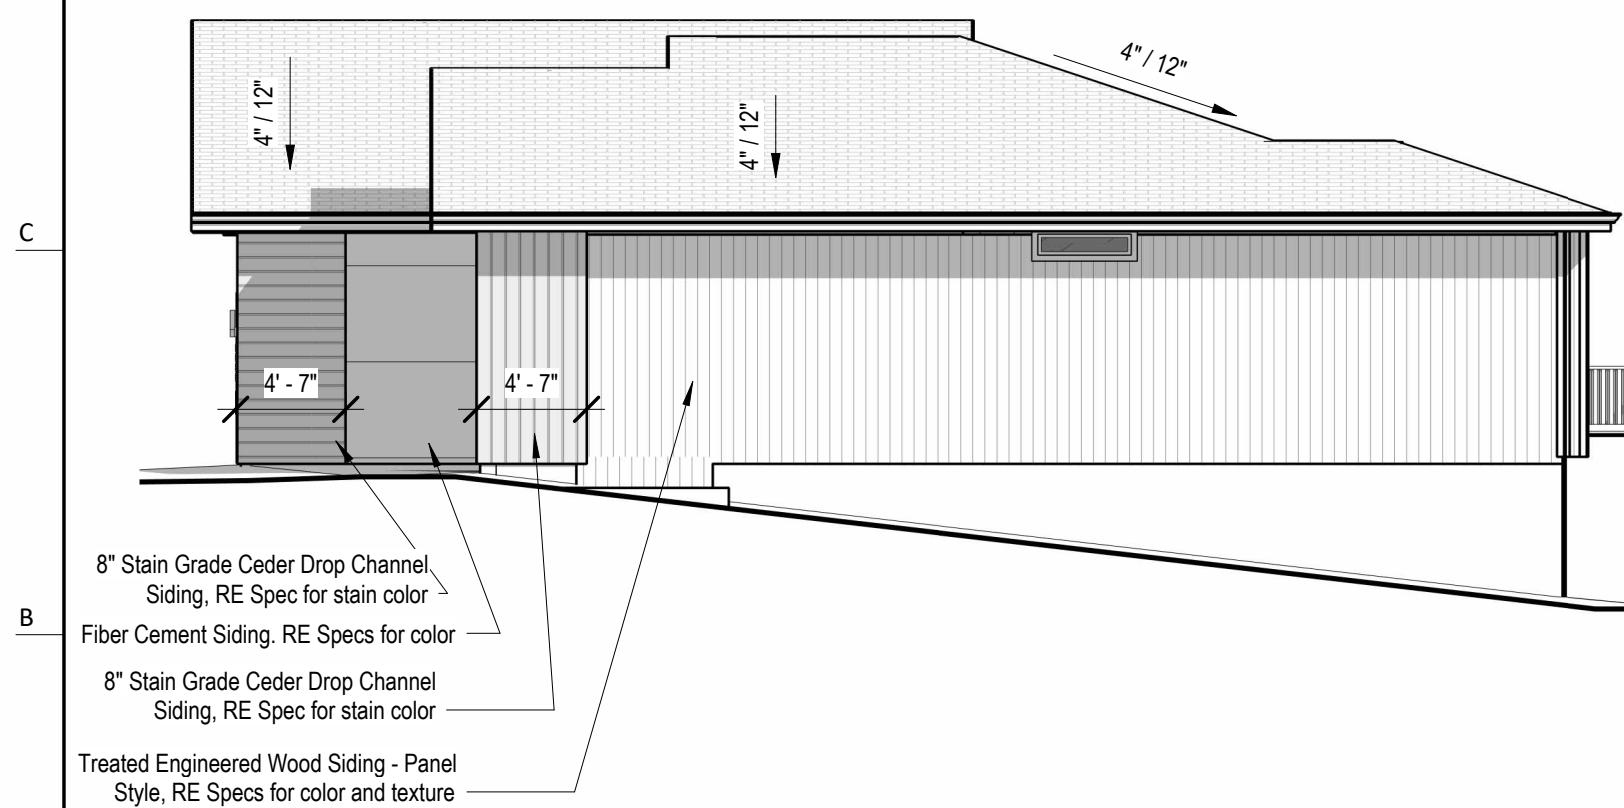 4" / 12"
4" / 12"
4" / 12"
C
4' - 7"
4' - 7"
8" Stain Grade Ceder Drop Channel
Siding, RE Spec for stain color
B
Fiber Cement Siding. RE Specs for color
8" Stain Grade Ceder Drop Channel
Siding, RE Spec for stain color
Treated Engineered Wood Siding - Panel
Style, RE Specs for color and texture